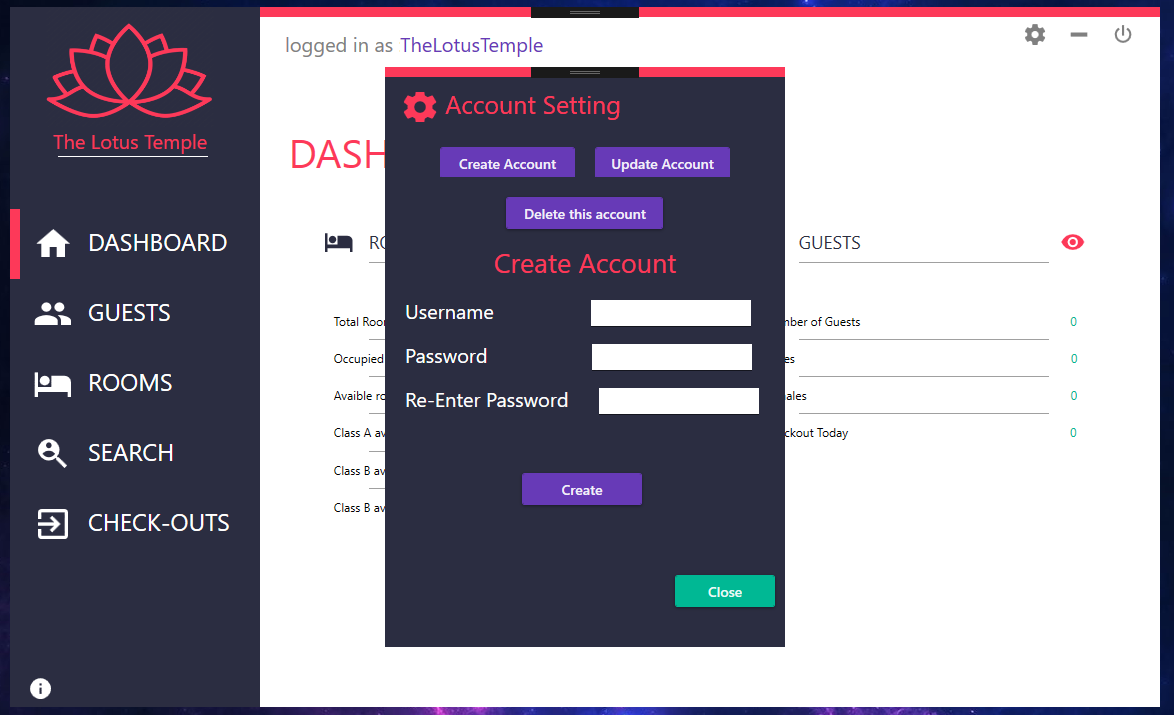 The Lotus Temple
DASHBOARD
GUESTS
ROOMS
SEARCH
CHECK-OUTS
logged in as TheLotusTemple
DASH
Account Setting
Create Account
Update Account
Delete this account
Create Account
Username
Password
Re-Enter Password
Create
Close
GUESTS
Total Roo
Occupied
Avaible ro
Class A av
Class B av
Class B av
mber of Guests 0
es 0
ales 0
ckout Today 0